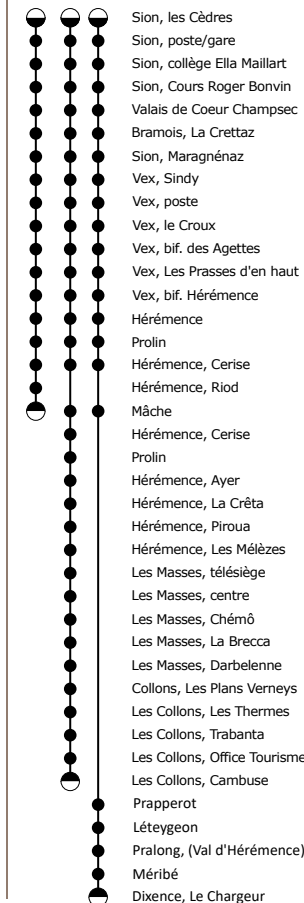 Sion, les Cèdres
Sion, poste/gare
Sion, collège Ella Maillart
Sion, Cours Roger Bonvin
Valais de Coeur Champsec
Bramois, La Crettaz
Sion, Maragnénaz
Vex, Sindy
Vex, poste
Vex, le Croux
Vex, bif. des Agettes
Vex, Les Prasses d'en haut
Vex, bif. Hérémence
Hérémence
Prolin
Hérémence, Cerise
Hérémence, Riod
Mâche
Hérémence, Cerise
Prolin
Hérémence, Ayer
Hérémence, La Crêta
Hérémence, Piroua
Hérémence, Les Mélèzes
Les Masses, télésiège
Les Masses, centre
Les Masses, Chémô
Les Masses, La Brecca
Les Masses, Darbelenne
Collons, Les Plans Verneys
Les Collons, Les Thermes
Les Collons, Trabanta
Les Collons, Office Tourisme
Les Collons, Cambuse
Prapperot
Léteygeon
Pralong, (Val d'Hérémence)
Méribé
Dixence, Le Chargeur